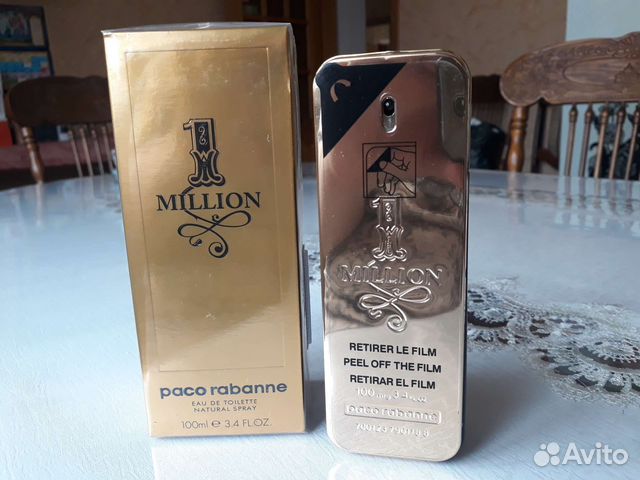 1
MILLION
paco rabanne
EAU DE TOILETTE
NATURAL SPRAY
100ml ℮ 3.4 FL.OZ.
1
MILLION
RETIRER LE FILM
PEEL OFF THE FILM
RETIRAR EL FILM
paco rabanne
Avito